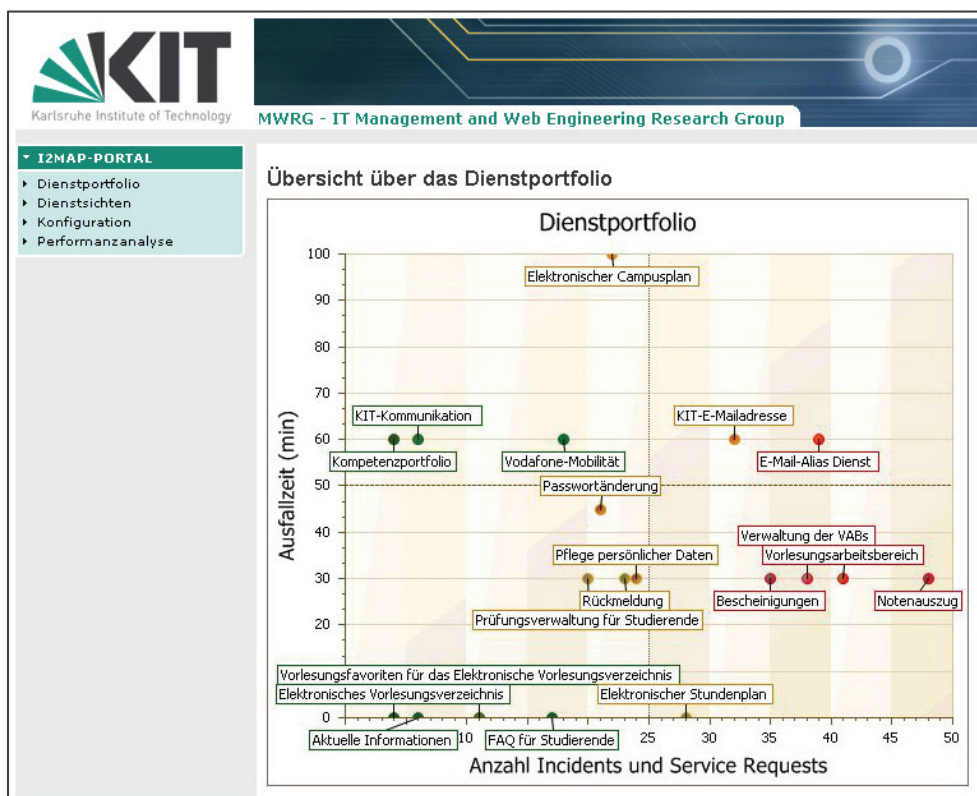 KIT
Karlsruhe Institute of Technology
MWRG - IT Management and Web Engineering Research Group
I2MAP-PORTAL
Dienstportfolio
Dienstsichten
Konfiguration
Performanzanalyse
Übersicht über das Dienstportfolio
Dienstportfolio
100
Elektronischer Campusplan
90
80
70
KIT-Kommunikation
KIT-E-Mailadresse
60
Kompetenzportfolio
Vodafone-Mobilität
E-Mail-Alias Dienst
Ausfallzeit (min)
50
Passwortänderung
40
Verwaltung der VABs
Pflege persönlicher Daten
Vorlesungsarbeitsbereich
30
Rückmeldung
Bescheinigungen
Notenauszug
Prüfungsverwaltung für Studierende
20
Vorlesungsfavoriten für das Elektronische Vorlesungsverzeichnis
Elektronisches Vorlesungsverzeichnis
Elektronischer Stundenplan
0
Aktuelle Informationen
10
FAQ für Studierende
20
25
30
35
40
45
50
Anzahl Incidents und Service Requests